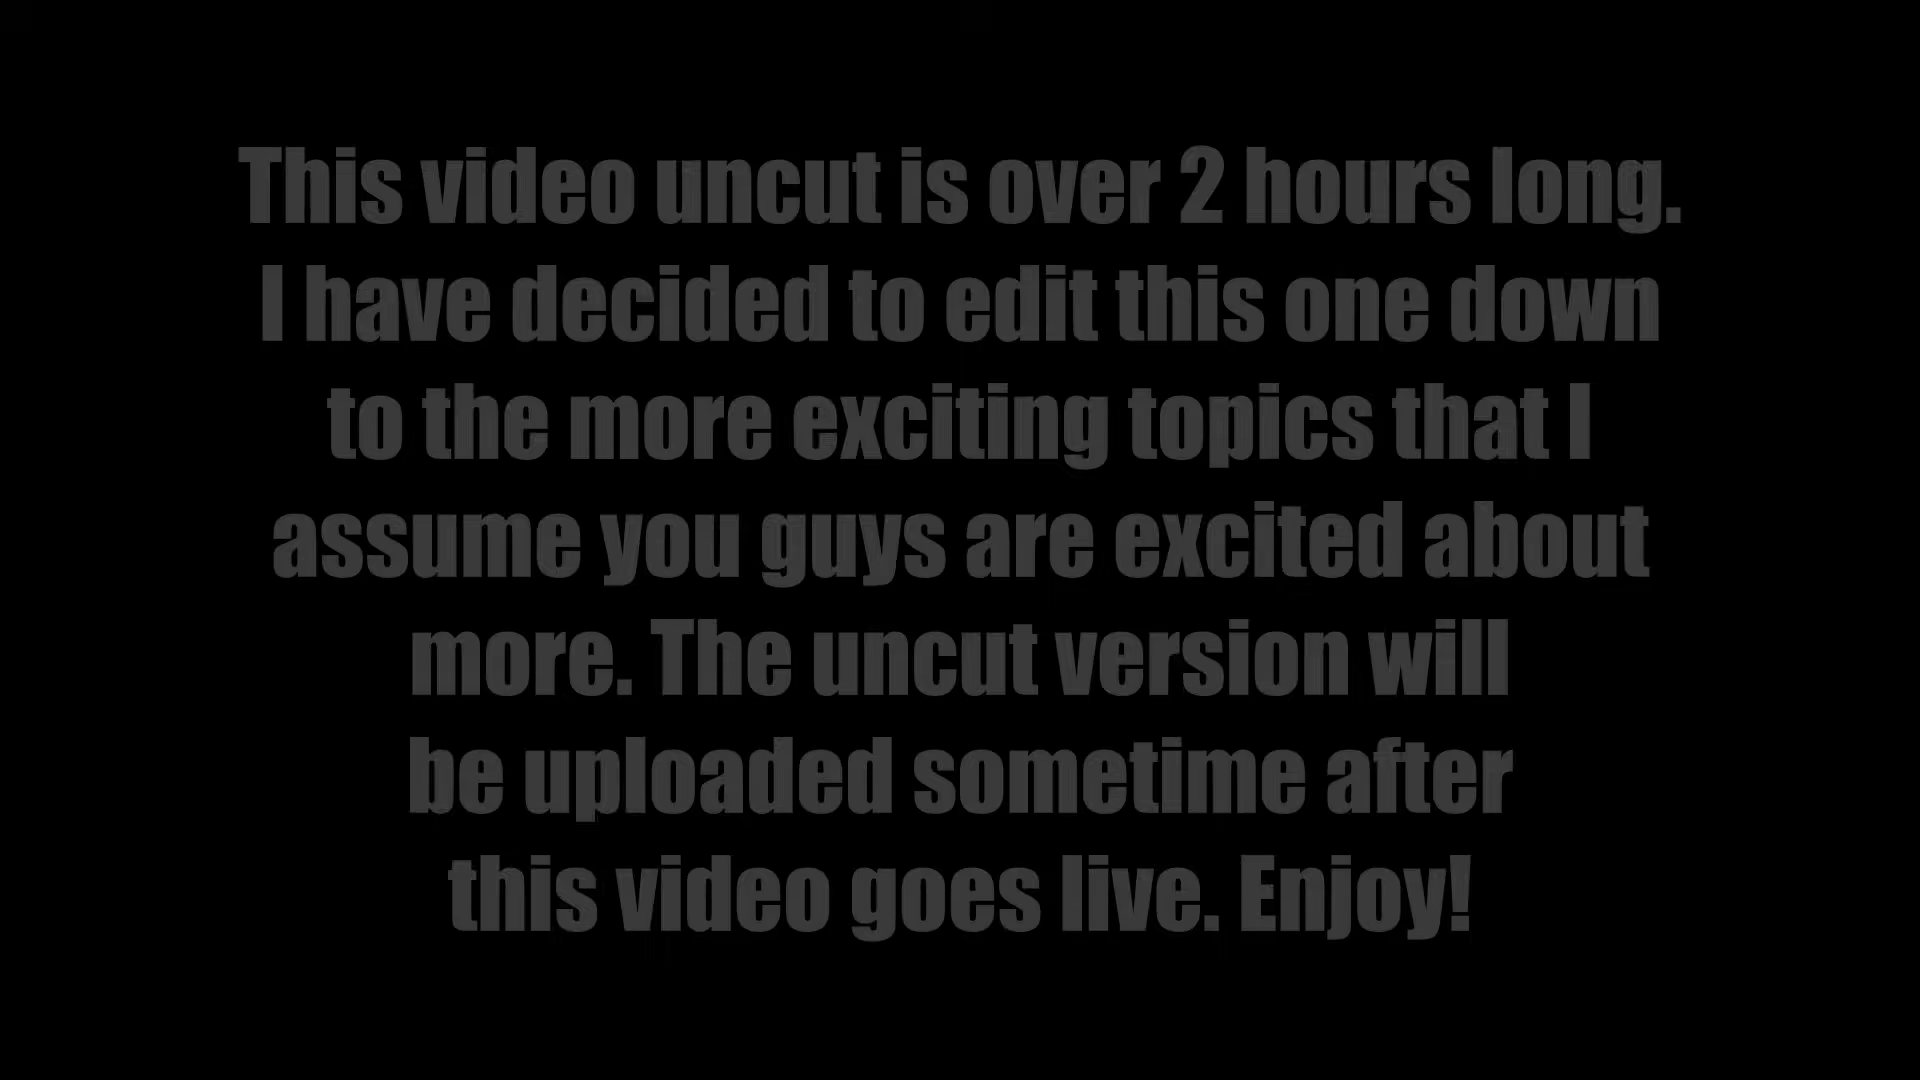 This video uncut is over 2 hours long.
I have decided to edit this one down
to the more exciting topics that I
assume you guys are excited about
more. The uncut version will
be uploaded sometime after
this video goes live. Enjoy!